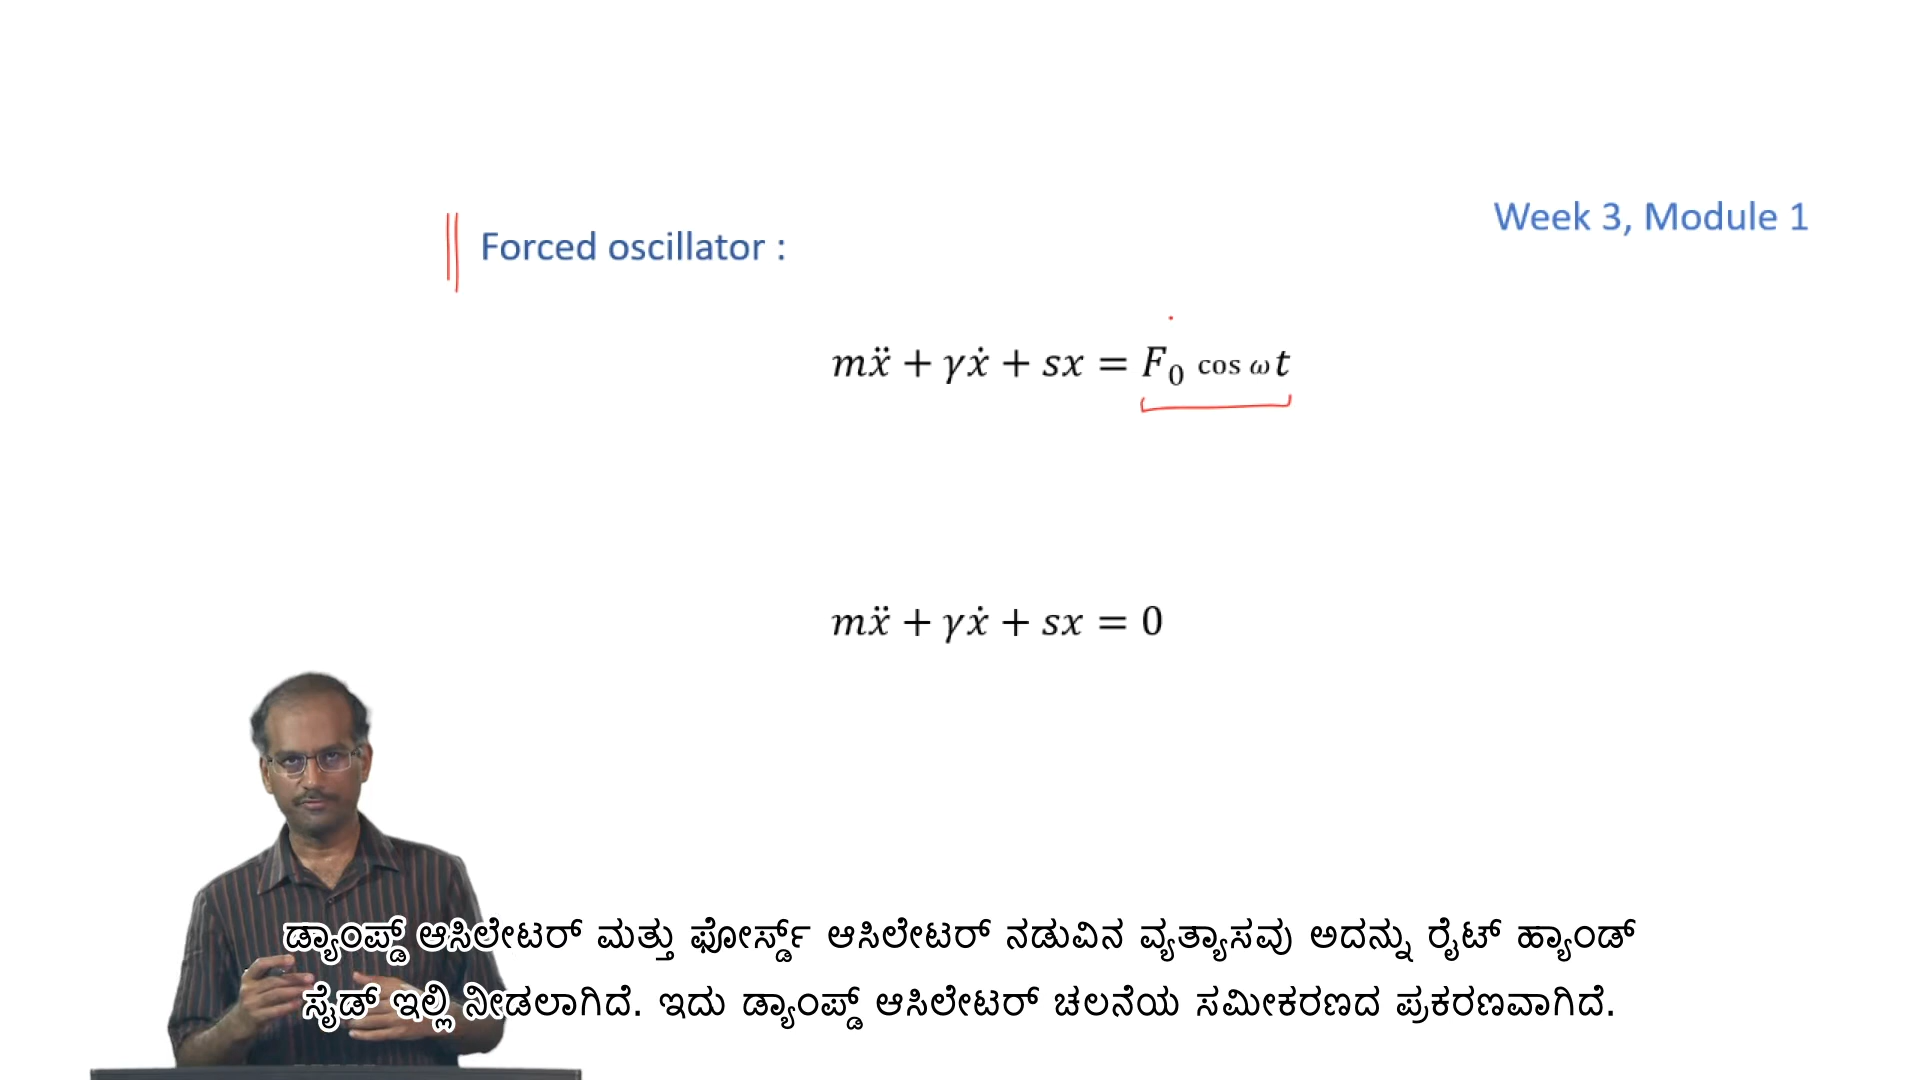 Week 3, Module 1
Forced oscillator :
mẍ + γẋ + sx = F₀ cos ωt
mẍ + γẋ + sx = 0
ಡ್ಯಾಂಪ್ಡ್ ಆಸಿಲೇಟರ್ ಮತ್ತು ಫೋರ್ಸ್ಡ್ ಆಸಿಲೇಟರ್ ನಡುವಿನ ವ್ಯತ್ಯಾಸವು ಅದನ್ನು ರೈಟ್ ಹ್ಯಾಂಡ್
ಸೈಡ್ ಇಲ್ಲಿ ನೀಡಲಾಗಿದೆ. ಇದು ಡ್ಯಾಂಪ್ಡ್ ಆಸಿಲೇಟರ್ ಚಲನೆಯ ಸಮೀಕರಣದ ಪ್ರಕರಣವಾಗಿದೆ.